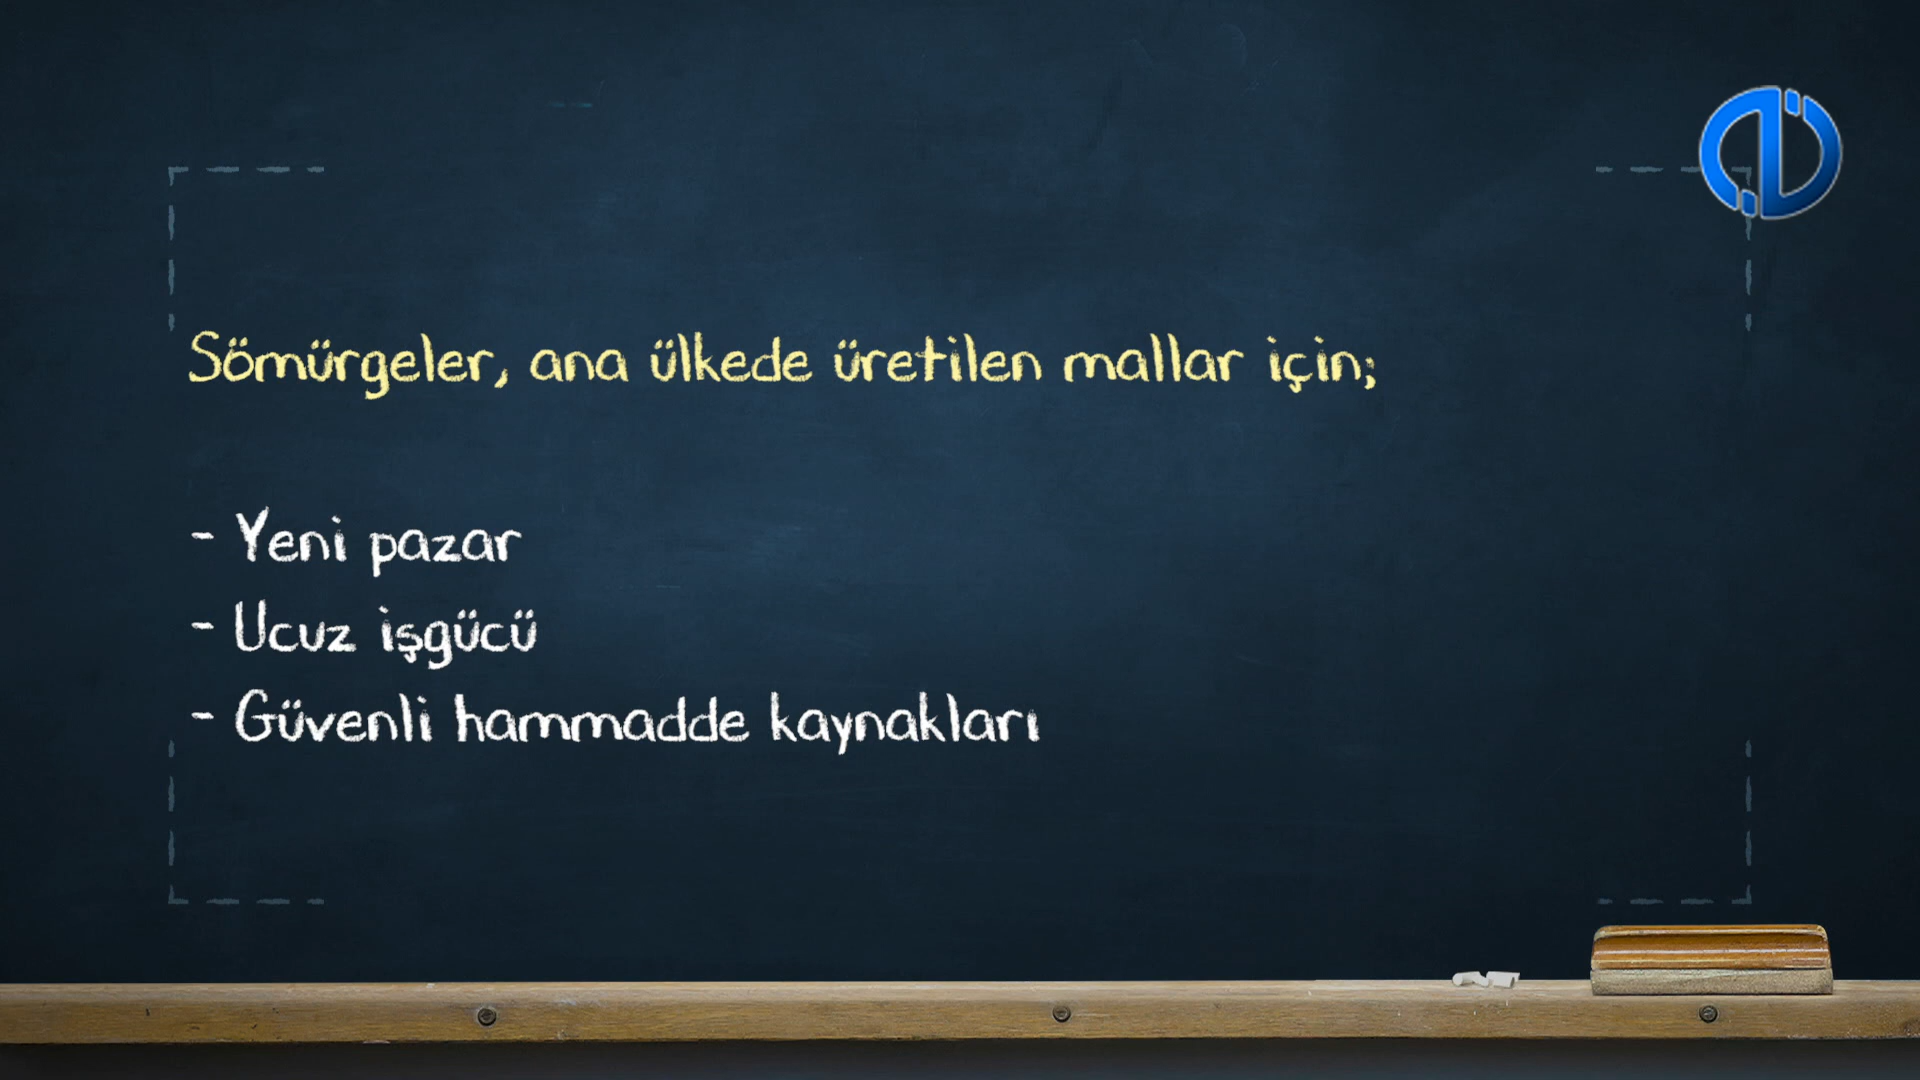 Sömürgeler, ana ülkede üretilen mallar için;
- Yeni pazar
- Ucuz işgücü
- Güvenli hammadde kaynakları